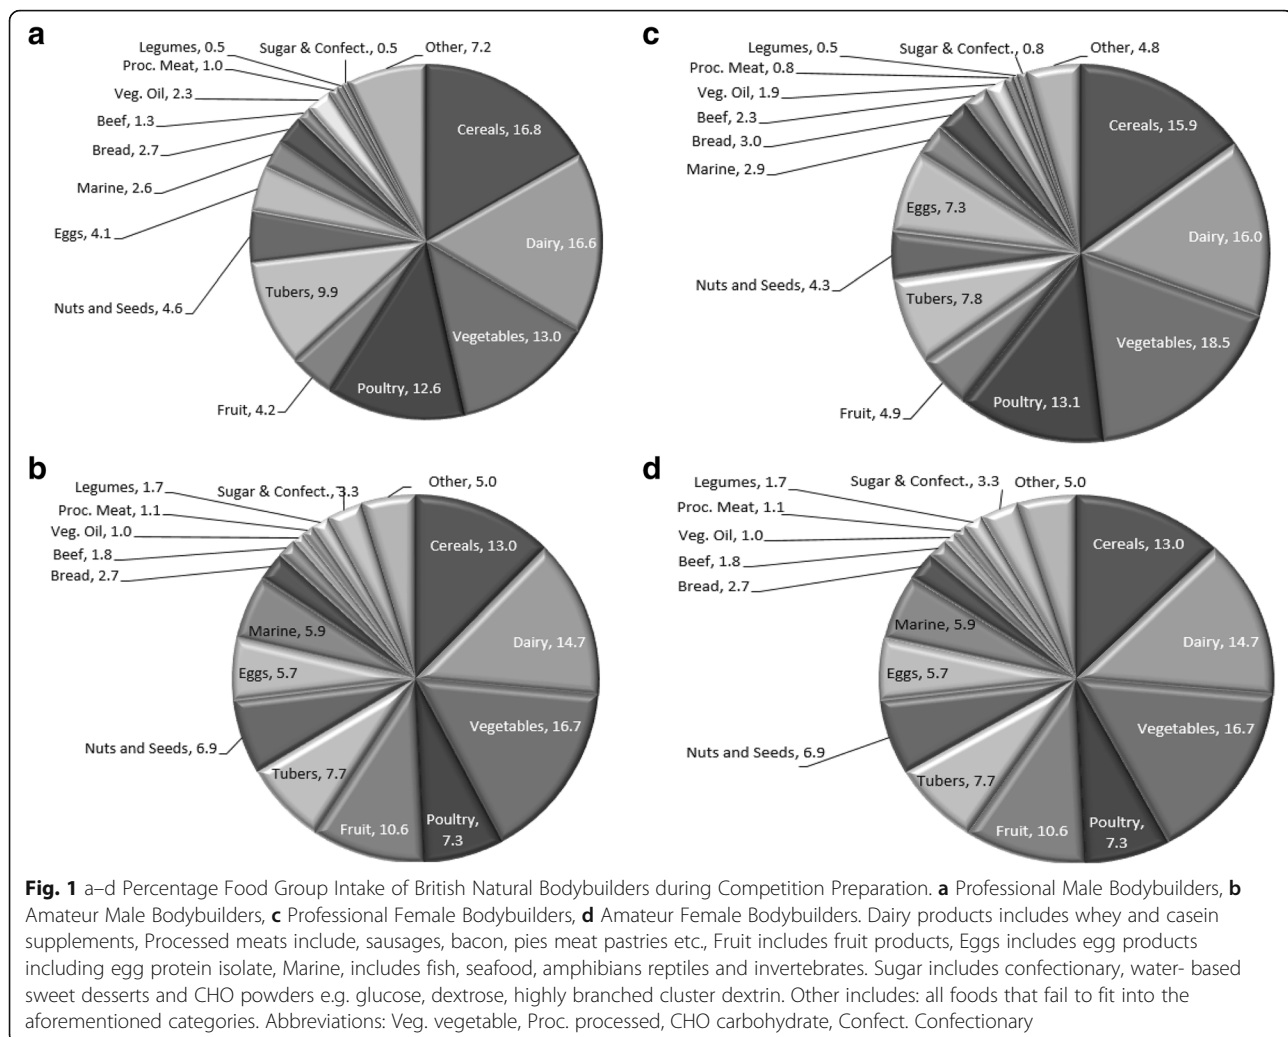 a
Legumes, 0.5
Sugar & Confect., 0.5
Other, 7.2
Proc. Meat, 1.0
Veg. Oil, 2.3
Beef, 1.3
Bread, 2.7
Marine, 2.6
Eggs, 4.1
Nuts and Seeds, 4.6
Tubers, 9.9
Fruit, 4.2
Poultry, 12.6
Vegetables, 13.0
Dairy, 16.6
Cereals, 16.8
c
Legumes, 0.5
Sugar & Confect., 0.8
Other, 4.8
Proc. Meat, 0.8
Veg. Oil, 1.9
Beef, 2.3
Bread, 3.0
Marine, 2.9
Eggs, 7.3
Nuts and Seeds, 4.3
Tubers, 7.8
Fruit, 4.9
Poultry, 13.1
Vegetables, 18.5
Dairy, 16.0
Cereals, 15.9
b
Legumes, 1.7
Sugar & Confect., 3.3
Other, 5.0
Proc. Meat, 1.1
Veg. Oil, 1.0
Beef, 1.8
Bread, 2.7
Marine, 5.9
Eggs, 5.7
Nuts and Seeds, 6.9
Tubers, 7.7
Fruit, 10.6
Poultry,
7.3
Vegetables, 16.7
Dairy, 14.7
Cereals, 13.0
d
Legumes, 1.7
Sugar & Confect., 3.3
Other, 5.0
Proc. Meat, 1.1
Veg. Oil, 1.0
Beef, 1.8
Bread, 2.7
Marine, 5.9
Eggs, 5.7
Nuts and Seeds, 6.9
Tubers, 7.7
Fruit, 10.6
Poultry,
7.3
Vegetables, 16.7
Dairy, 14.7
Cereals, 13.0
Fig. 1 a–d Percentage Food Group Intake of British Natural Bodybuilders during Competition Preparation. a Professional Male Bodybuilders, b
Amateur Male Bodybuilders, c Professional Female Bodybuilders, d Amateur Female Bodybuilders. Dairy products includes whey and casein
supplements, Processed meats include, sausages, bacon, pies meat pastries etc., Fruit includes fruit products, Eggs includes egg products
including egg protein isolate, Marine, includes fish, seafood, amphibians reptiles and invertebrates. Sugar includes confectionary, water- based
sweet desserts and CHO powders e.g. glucose, dextrose, highly branched cluster dextrin. Other includes: all foods that fail to fit into the
aforementioned categories. Abbreviations: Veg. vegetable, Proc. processed, CHO carbohydrate, Confect. Confectionary